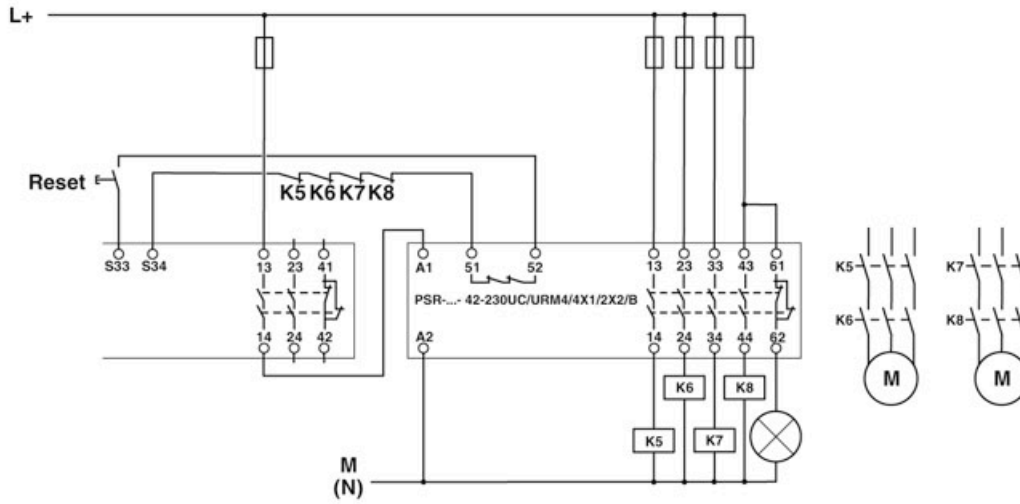 L+
Reset
K5 K6 K7 K8
S33 S34 13 23 41 A1 51 52 13 23 33 43 61
K5 K7
PSR-...- 42-230UC/URM4/4X1/2X2/B
K6 K8
14 24 42 A2 14 24 34 44 62
K6 K8 M M
K5 K7
M
(N)